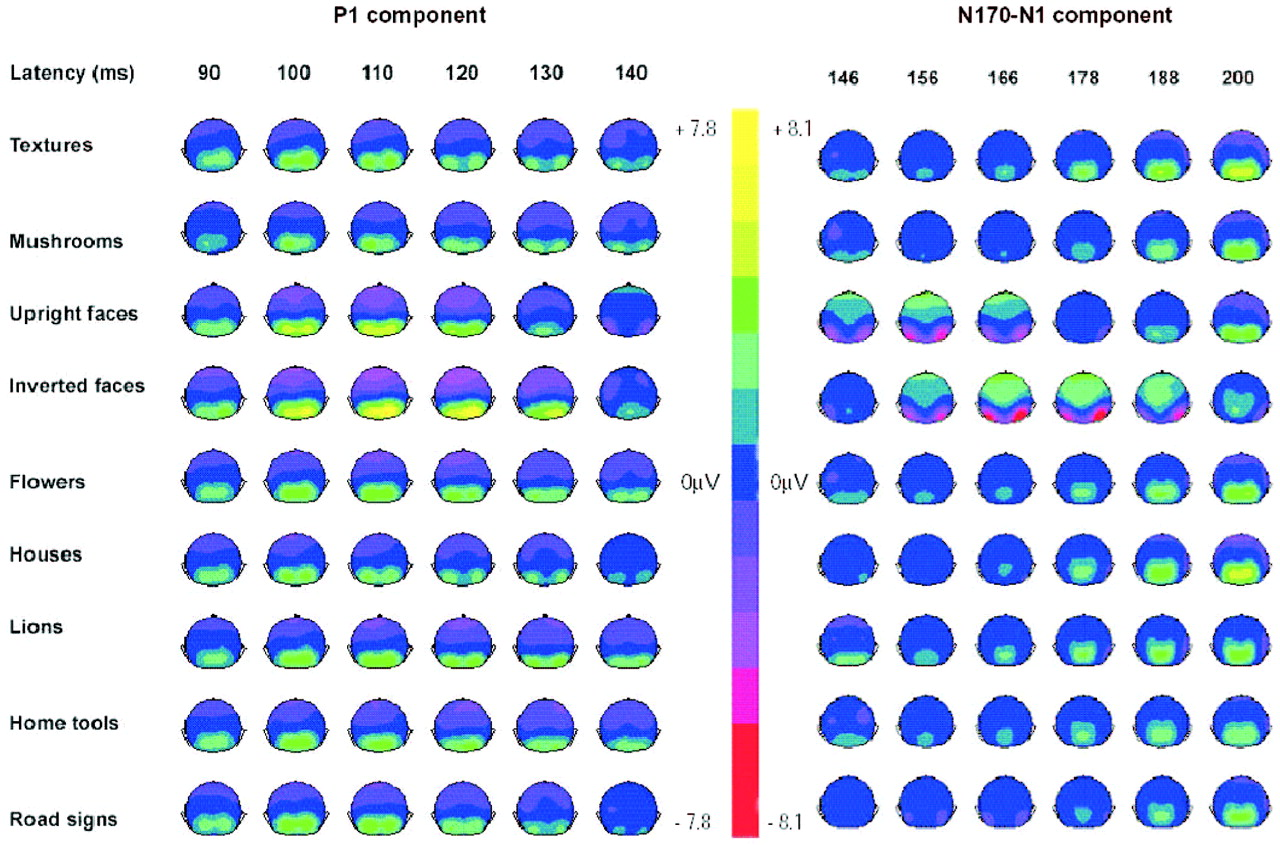 P1 component
N170-N1 component
Latency (ms) 90 100 110 120 130 140
146 156 166 178 188 200
+ 7.8 + 8.1
Textures
Mushrooms
Upright faces
Inverted faces
Flowers
0μV 0μV
Houses
Lions
Home tools
Road signs
- 7.8 - 8.1